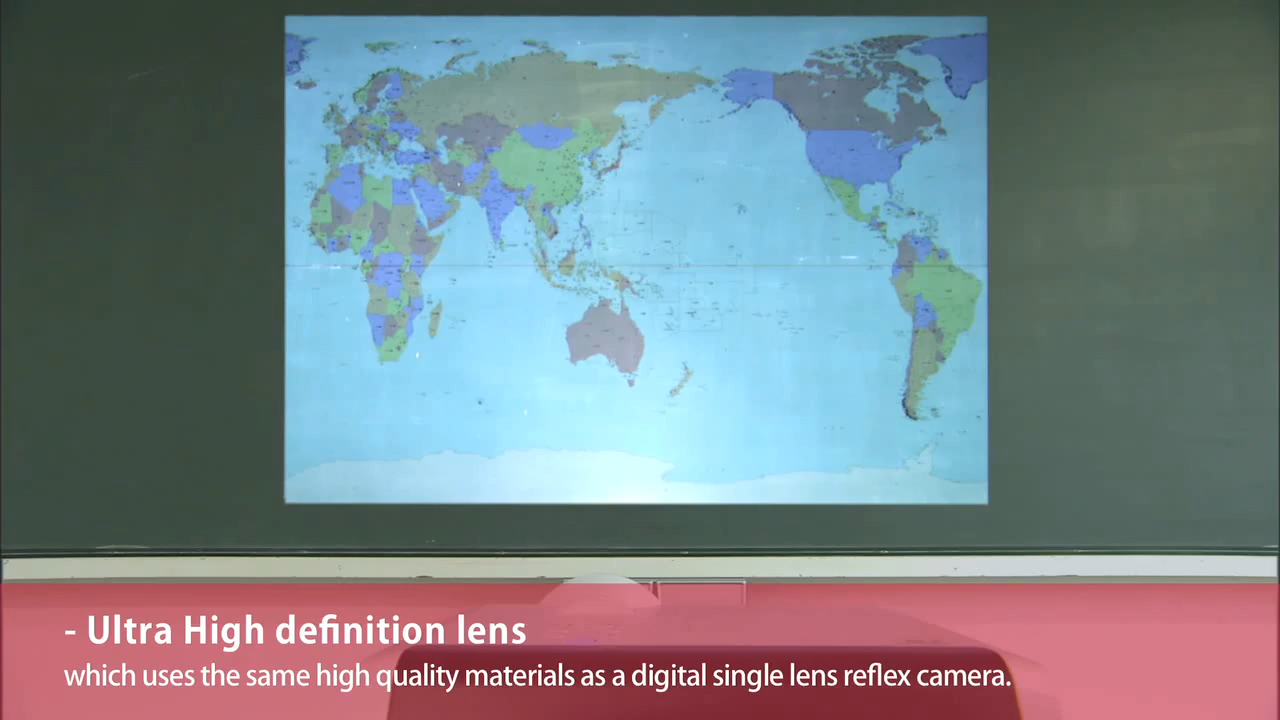 - Ultra High definition lens
which uses the same high quality materials as a digital single lens reflex camera.